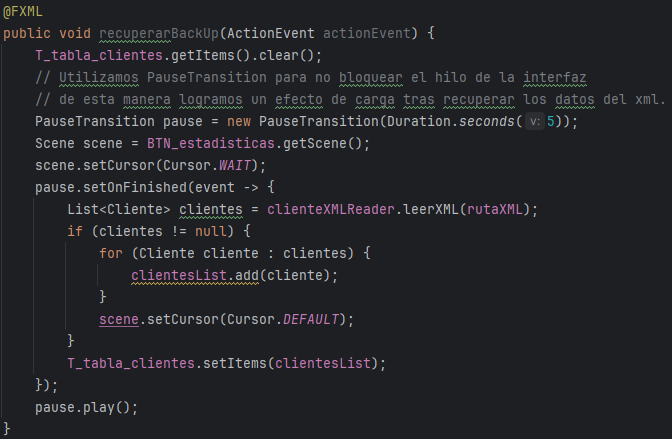 @FXML
public void recuperarBackUp(ActionEvent actionEvent) {
    T_tabla_clientes.getItems().clear();
    // Utilizamos PauseTransition para no bloquear el hilo de la interfaz
    // de esta manera logramos un efecto de carga tras recuperar los datos del xml.
    PauseTransition pause = new PauseTransition(Duration.seconds( v: 5));
    Scene scene = BTN_estadisticas.getScene();
    scene.setCursor(Cursor.WAIT);
    pause.setOnFinished(event -> {
        List<Cliente> clientes = clienteXMLReader.leerXML(rutaXML);
        if (clientes != null) {
            for (Cliente cliente : clientes) {
                clientesList.add(cliente);
            }
            scene.setCursor(Cursor.DEFAULT);
        }
        T_tabla_clientes.setItems(clientesList);
    });
    pause.play();
}